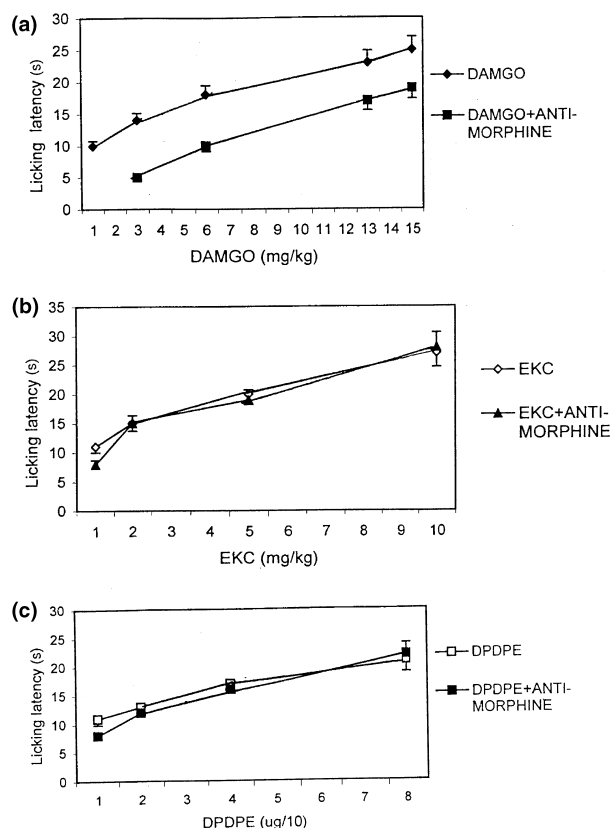 (a)
30
25
20
15
10
5
0
Licking latency (s)
1 2 3 4 5 6 7 8 9 10 11 12 13 14 15
DAMGO (mg/kg)
DAMGO
DAMGO+ANTI-
MORPHINE
(b)
35
30
25
20
15
10
5
0
Licking latency (s)
1 2 3 4 5 6 7 8 9 10
EKC (mg/kg)
EKC
EKC+ANTI-
MORPHINE
(c)
30
25
20
15
10
5
0
Licking latency (s)
1 2 3 4 5 6 7 8
DPDPE (ug/10)
DPDPE
DPDPE+ANTI-
MORPHINE